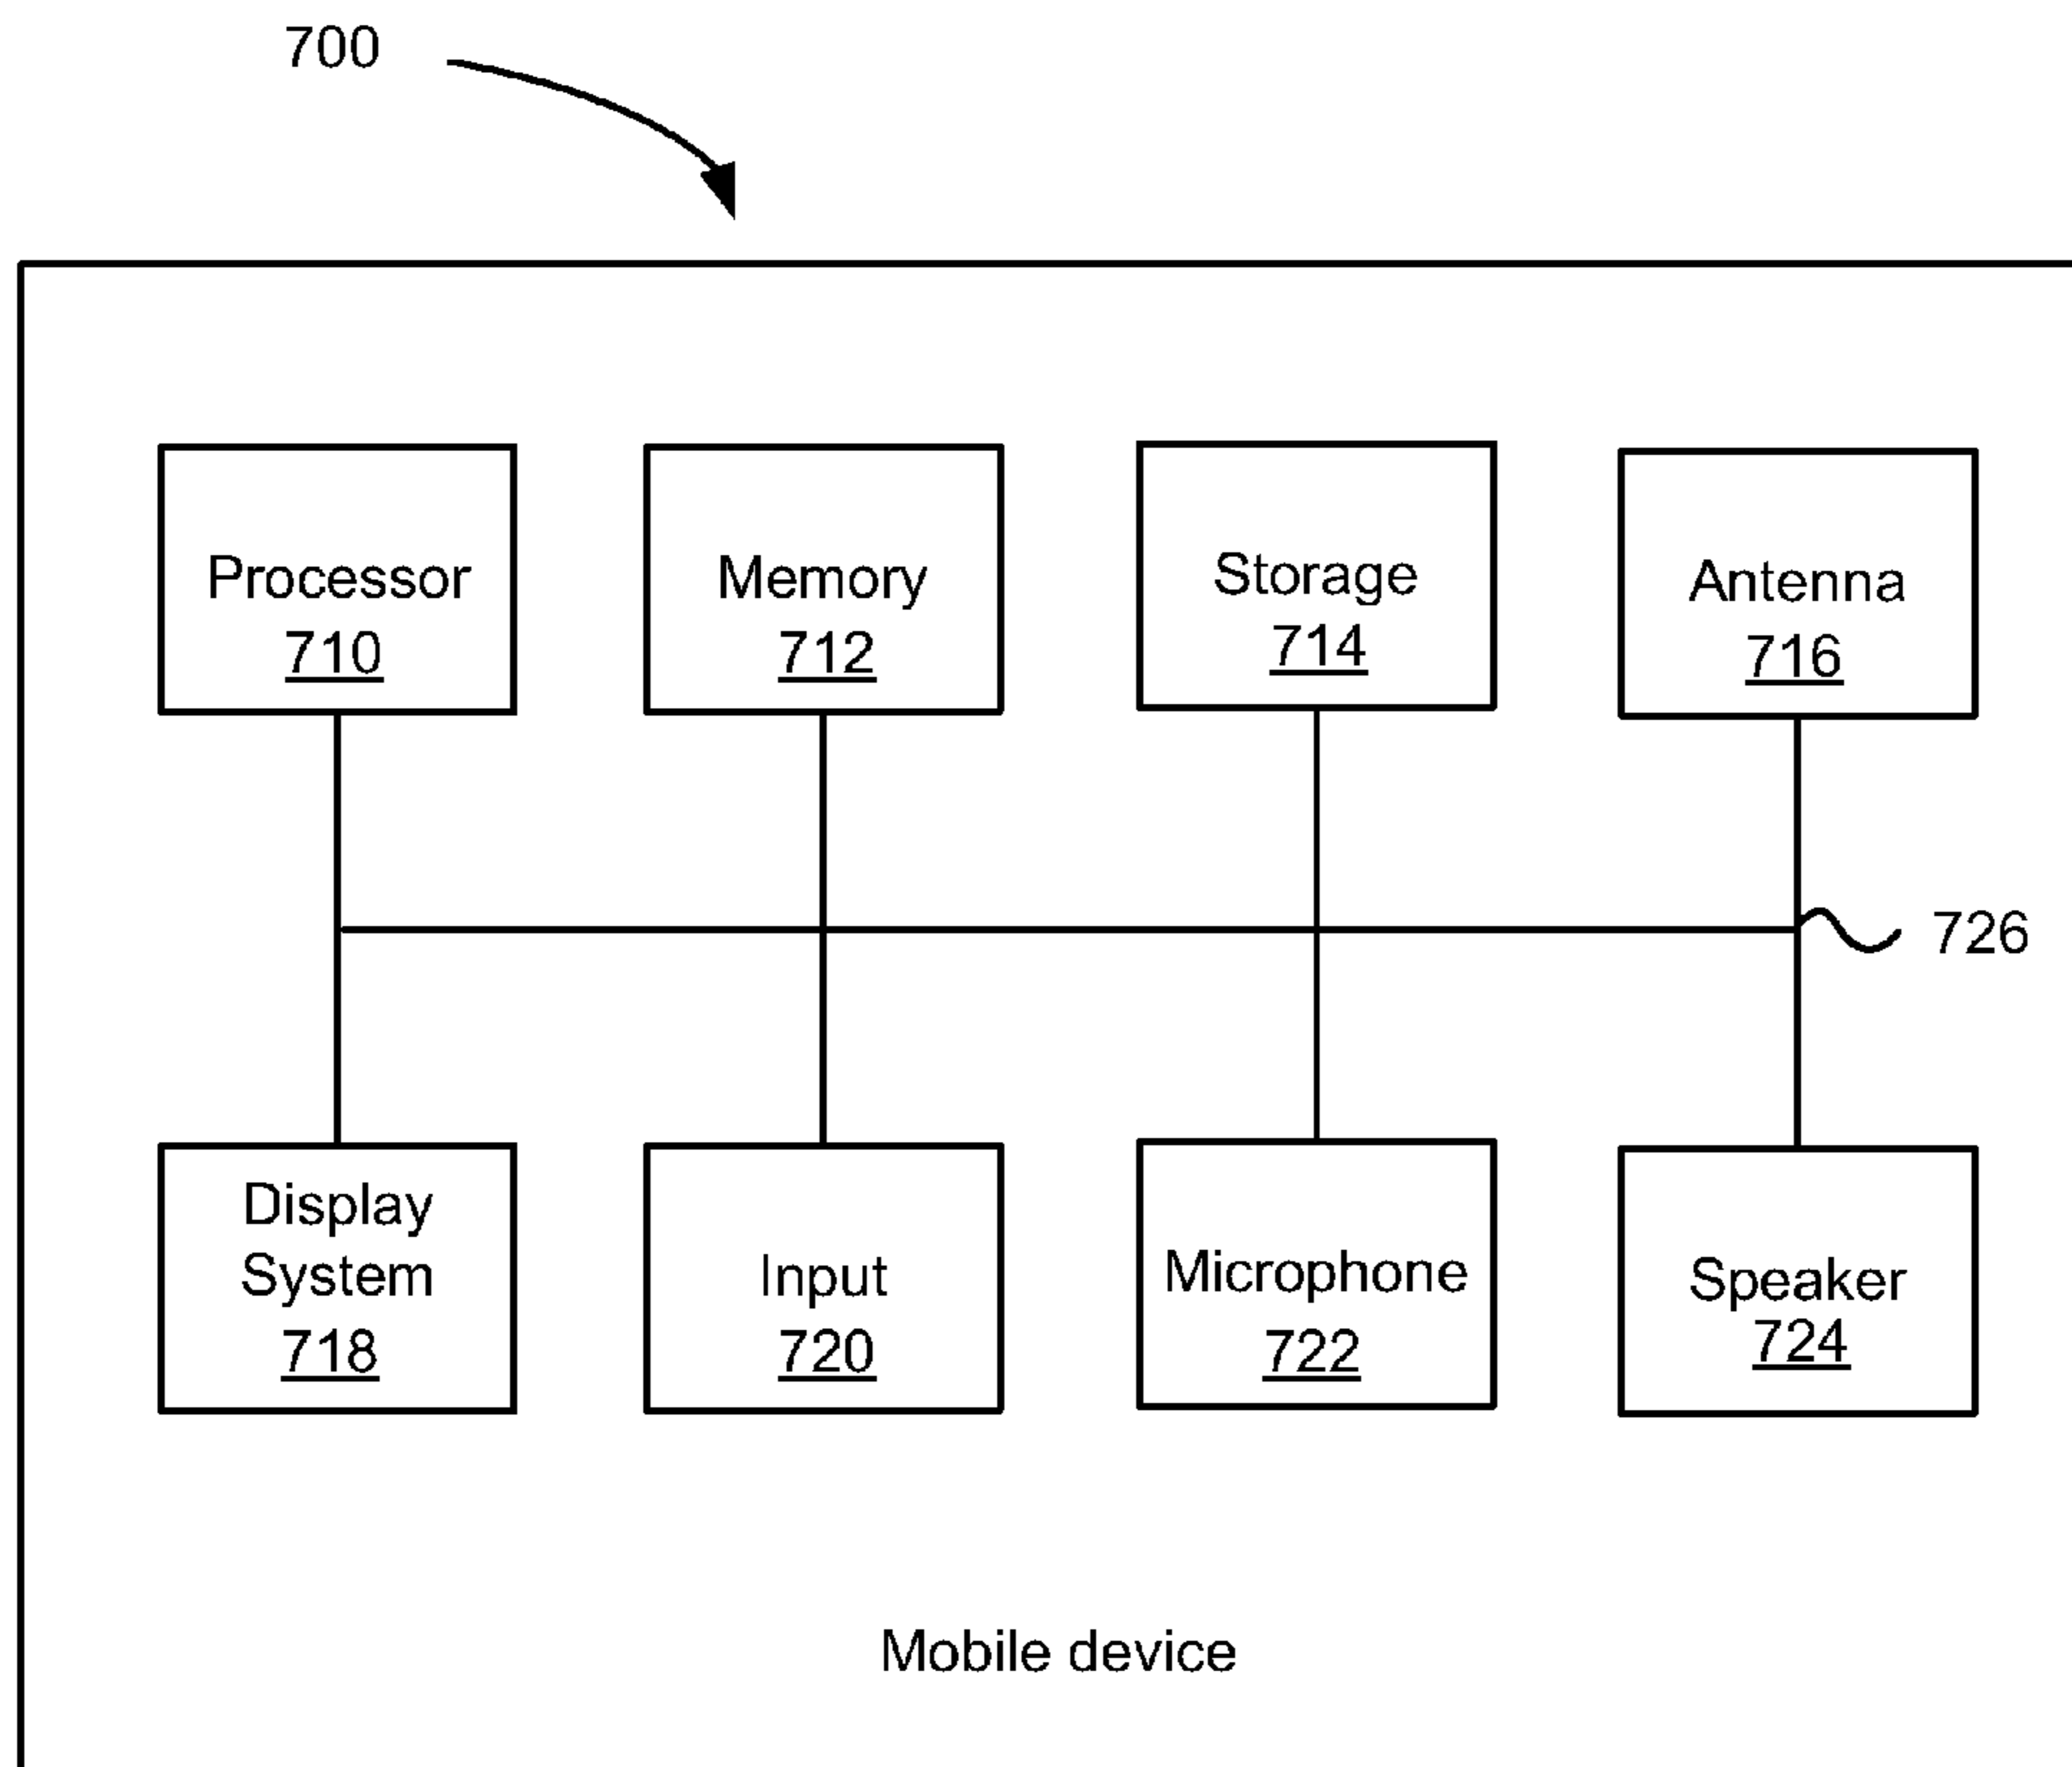 700
Processor
710
Memory
712
Storage
714
Antenna
716
726
Display
System
718
Input
720
Microphone
722
Speaker
724
Mobile device